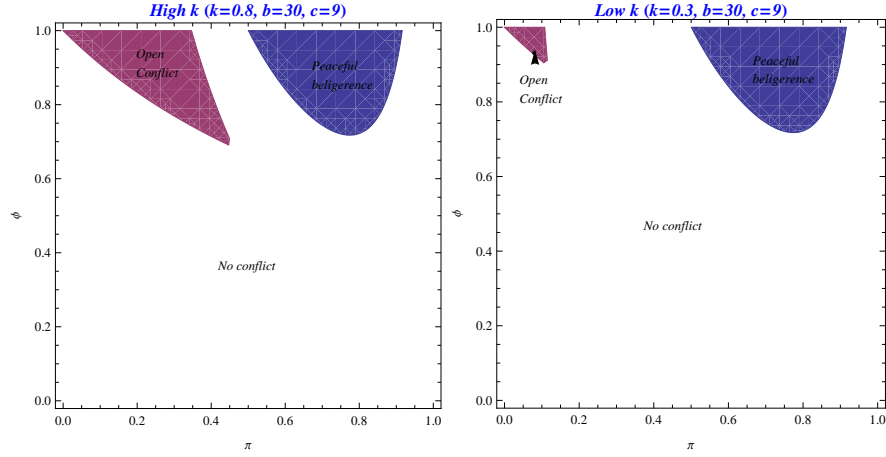 High k (k=0.8, b=30, c=9)
1.0
0.8
0.6
0.4
0.2
0.0
ϕ
Open
Conflict
Peaceful
beligerence
No conflict
0.0 0.2 0.4 0.6 0.8 1.0
π
Low k (k=0.3, b=30, c=9)
1.0
0.8
0.6
0.4
0.2
0.0
ϕ
Open
Conflict
Peaceful
beligerence
No conflict
0.0 0.2 0.4 0.6 0.8 1.0
π